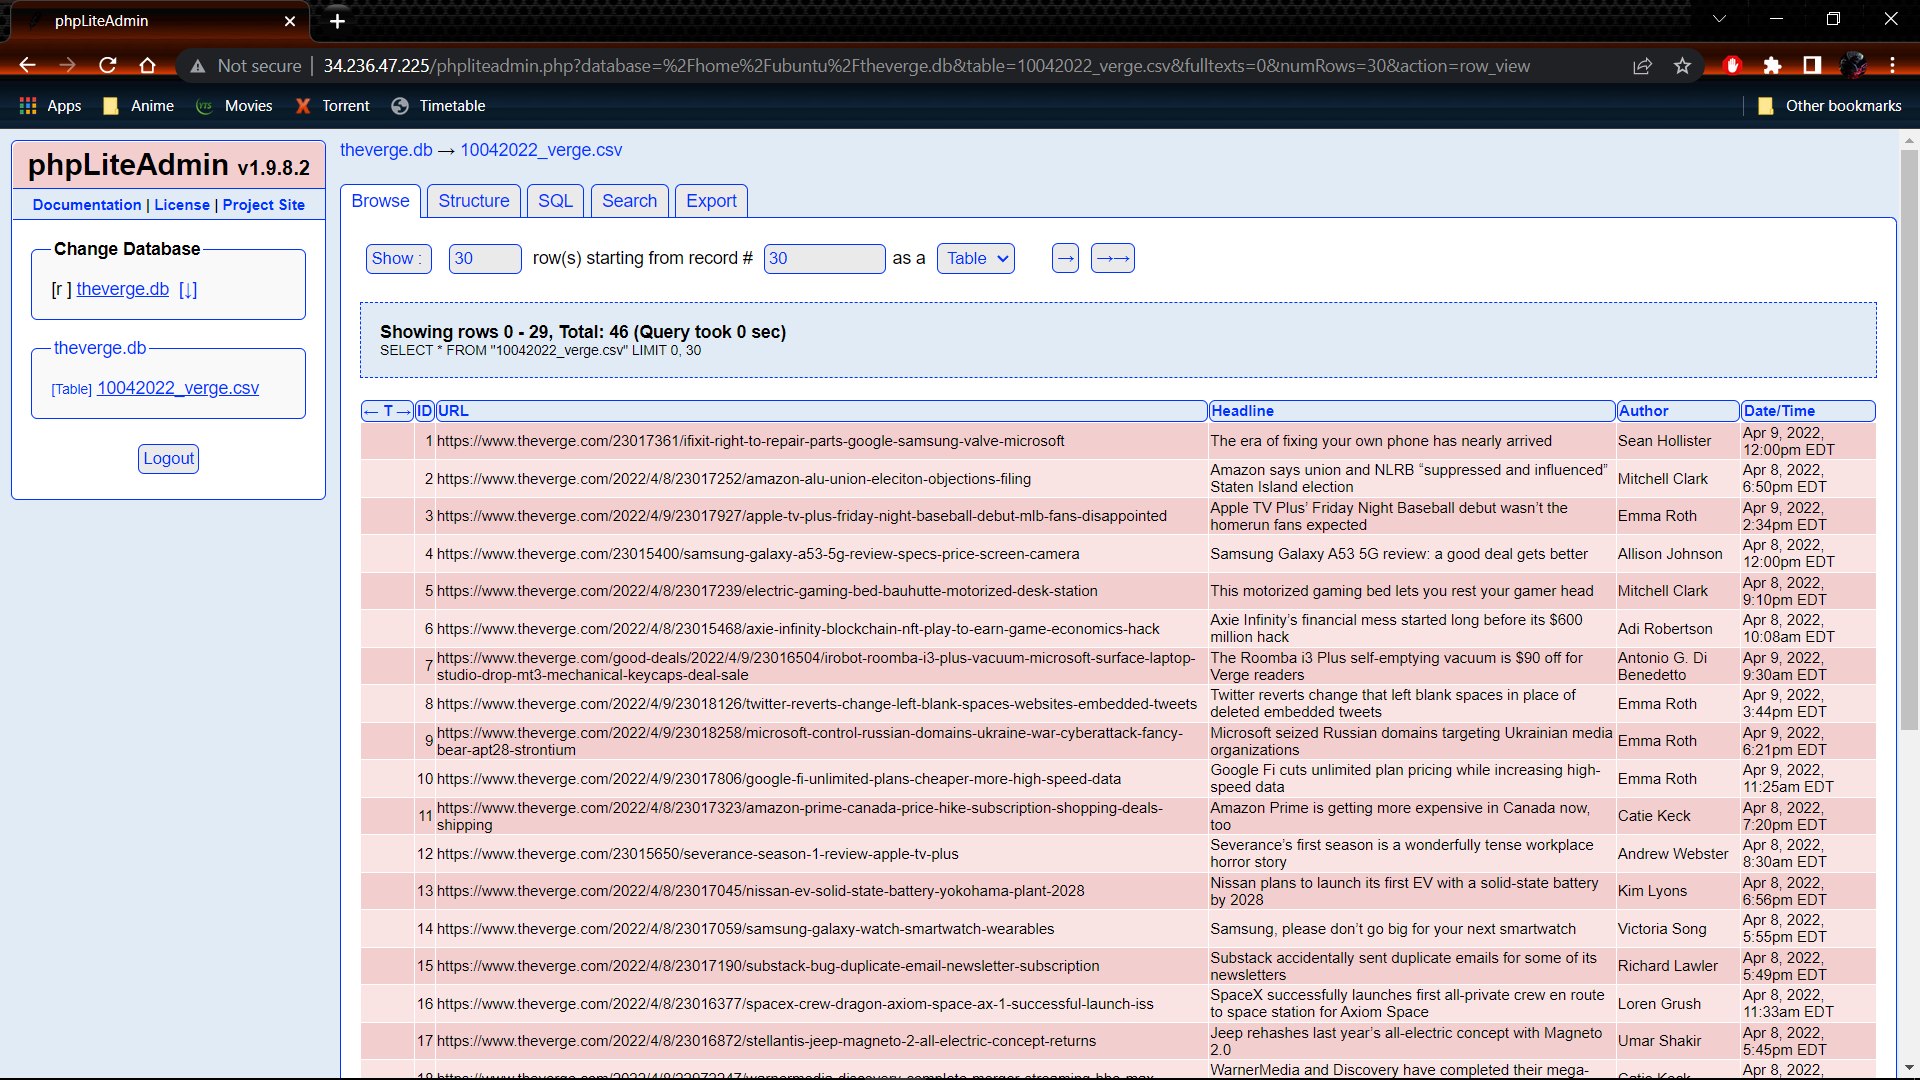 phpLiteAdmin
Not secure | 34.236.47.225/phpliteadmin.php?database=%2Fhome%2Fubuntu%2Ftheverge.db&table=10042022_verge.csv&fulltexts=0&numRows=30&action=row_view
Apps Anime Movies Torrent Timetable Other bookmarks
phpLiteAdmin v1.9.8.2
Documentation | License | Project Site
Change Database
[r ] theverge.db [↓]
theverge.db
[Table] 10042022_verge.csv
Logout
theverge.db → 10042022_verge.csv
Browse Structure SQL Search Export
Show : 30 row(s) starting from record # 30 as a Table → →→
Showing rows 0 - 29, Total: 46 (Query took 0 sec)
SELECT * FROM "10042022_verge.csv" LIMIT 0, 30
← T → ID URL Headline Author Date/Time
1 https://www.theverge.com/23017361/ifixit-right-to-repair-parts-google-samsung-valve-microsoft The era of fixing your own phone has nearly arrived Sean Hollister Apr 9, 2022, 12:00pm EDT
2 https://www.theverge.com/2022/4/8/23017252/amazon-alu-union-eleciton-objections-filing Amazon says union and NLRB “suppressed and influenced” Staten Island election Mitchell Clark Apr 8, 2022, 6:50pm EDT
3 https://www.theverge.com/2022/4/9/23017927/apple-tv-plus-friday-night-baseball-debut-mlb-fans-disappointed Apple TV Plus’ Friday Night Baseball debut wasn’t the homerun fans expected Emma Roth Apr 9, 2022, 2:34pm EDT
4 https://www.theverge.com/23015400/samsung-galaxy-a53-5g-review-specs-price-screen-camera Samsung Galaxy A53 5G review: a good deal gets better Allison Johnson Apr 8, 2022, 12:00pm EDT
5 https://www.theverge.com/2022/4/8/23017239/electric-gaming-bed-bauhutte-motorized-desk-station This motorized gaming bed lets you rest your gamer head Mitchell Clark Apr 8, 2022, 9:10pm EDT
6 https://www.theverge.com/2022/4/8/23015468/axie-infinity-blockchain-nft-play-to-earn-game-economics-hack Axie Infinity’s financial mess started long before its $600 million hack Adi Robertson Apr 8, 2022, 10:08am EDT
7 https://www.theverge.com/good-deals/2022/4/9/23016504/irobot-roomba-i3-plus-vacuum-microsoft-surface-laptop-studio-drop-mt3-mechanical-keycaps-deal-sale The Roomba i3 Plus self-emptying vacuum is $90 off for Verge readers Antonio G. Di Benedetto Apr 9, 2022, 9:30am EDT
8 https://www.theverge.com/2022/4/9/23018126/twitter-reverts-change-left-blank-spaces-websites-embedded-tweets Twitter reverts change that left blank spaces in place of deleted embedded tweets Emma Roth Apr 9, 2022, 3:44pm EDT
9 https://www.theverge.com/2022/4/9/23018258/microsoft-control-russian-domains-ukraine-war-cyberattack-fancy-bear-apt28-strontium Microsoft seized Russian domains targeting Ukrainian media organizations Emma Roth Apr 9, 2022, 6:21pm EDT
10 https://www.theverge.com/2022/4/9/23017806/google-fi-unlimited-plans-cheaper-more-high-speed-data Google Fi cuts unlimited plan pricing while increasing high-speed data Emma Roth Apr 9, 2022, 11:25am EDT
11 https://www.theverge.com/2022/4/8/23017323/amazon-prime-canada-price-hike-subscription-shopping-deals-shipping Amazon Prime is getting more expensive in Canada now, too Catie Keck Apr 8, 2022, 7:20pm EDT
12 https://www.theverge.com/23015650/severance-season-1-review-apple-tv-plus Severance’s first season is a wonderfully tense workplace horror story Andrew Webster Apr 8, 2022, 8:30am EDT
13 https://www.theverge.com/2022/4/8/23017045/nissan-ev-solid-state-battery-yokohama-plant-2028 Nissan plans to launch its first EV with a solid-state battery by 2028 Kim Lyons Apr 8, 2022, 6:56pm EDT
14 https://www.theverge.com/2022/4/8/23017059/samsung-galaxy-watch-smartwatch-wearables Samsung, please don’t go big for your next smartwatch Victoria Song Apr 8, 2022, 5:55pm EDT
15 https://www.theverge.com/2022/4/8/23017190/substack-bug-duplicate-email-newsletter-subscription Substack accidentally sent duplicate emails for some of its newsletters Richard Lawler Apr 8, 2022, 5:49pm EDT
16 https://www.theverge.com/2022/4/8/23016377/spacex-crew-dragon-axiom-space-ax-1-successful-launch-iss SpaceX successfully launches first all-private crew en route to space station for Axiom Space Loren Grush Apr 8, 2022, 11:33am EDT
17 https://www.theverge.com/2022/4/8/23016872/stellantis-jeep-magneto-2-all-electric-concept-returns Jeep rehashes last year’s all-electric concept with Magneto 2.0 Umar Shakir Apr 8, 2022, 5:45pm EDT
WarnerMedia and Discovery have completed their mega- Apr 8, 2022,